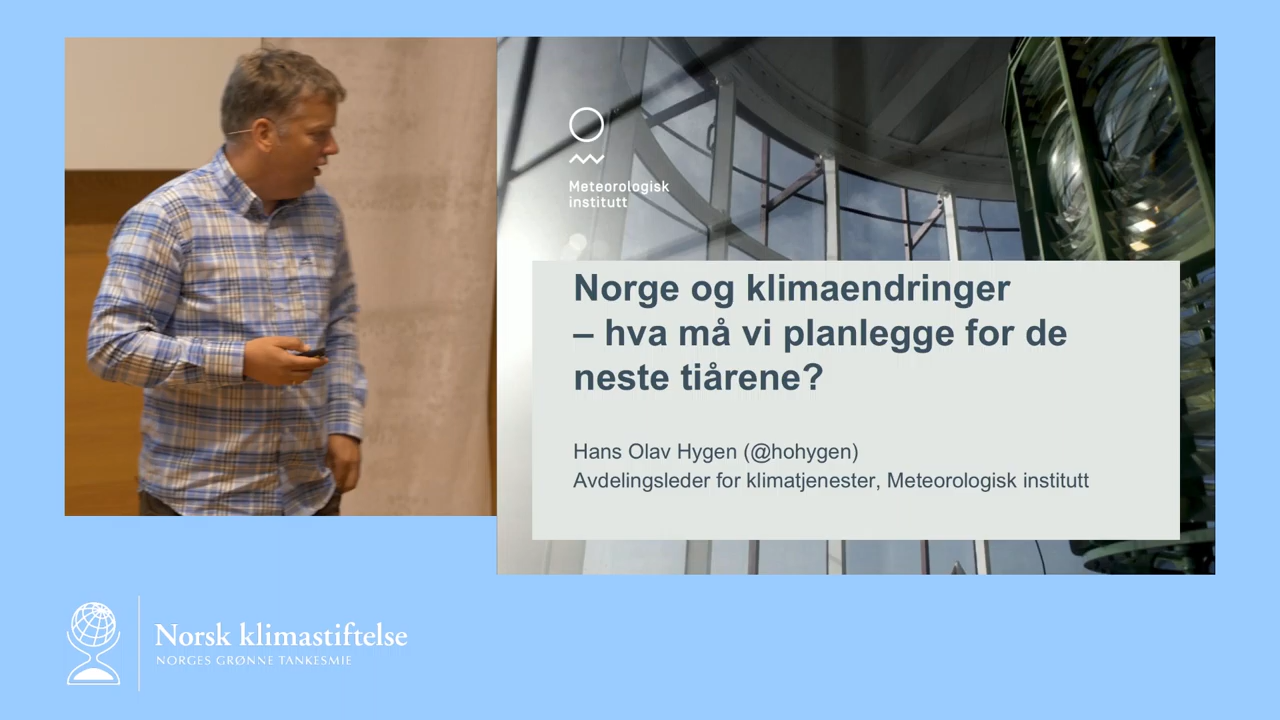 Meteorologisk
institutt
Norge og klimaendringer
– hva må vi planlegge for de
neste tiårene?
Hans Olav Hygen (@hohygen)
Avdelingsleder for klimatjenester, Meteorologisk institutt
Norsk klimastiftelse
NORGES GRØNNE TANKESMIE